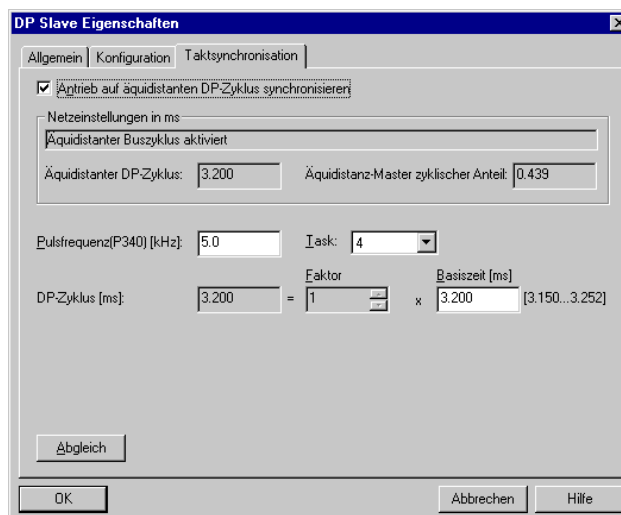 DP Slave Eigenschaften
Allgemein Konfiguration Taktsynchronisation
Antrieb auf äquidistanten DP-Zyklus synchronisieren
Netzeinstellungen in ms
Äquidistanter Buszyklus aktiviert
Äquidistanter DP-Zyklus: 3.200 Äquidistanz-Master zyklischer Anteil: 0.439
Pulsfrequenz(P340) [kHz]: 5.0 Task: 4
Faktor Basiszeit [ms]
DP-Zyklus [ms]: 3.200 = 1 x 3.200 [3.150...3.252]
Abgleich
OK Abbrechen Hilfe